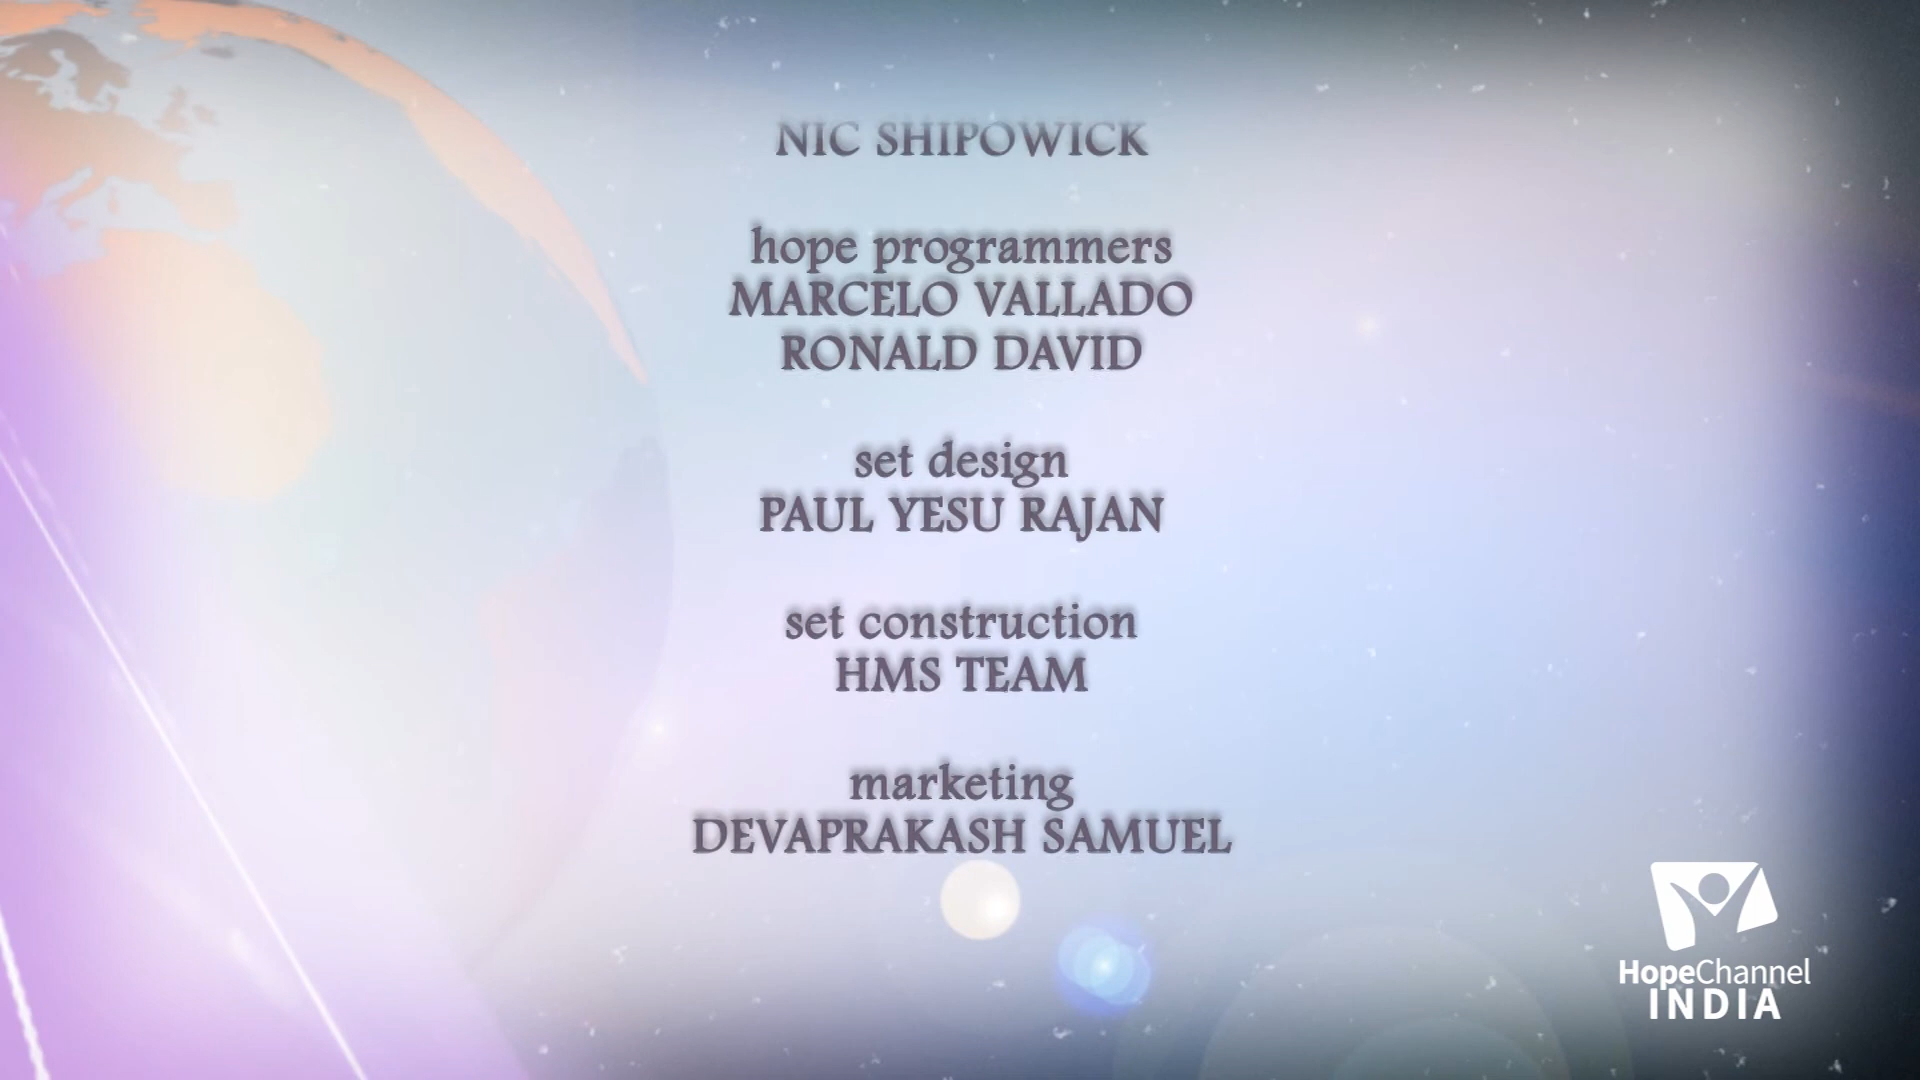 NIC SHIPOWICK
hope programmers
MARCELO VALLADO
RONALD DAVID
set design
PAUL YESU RAJAN
set construction
HMS TEAM
marketing
DEVAPRAKASH SAMUEL
HopeChannel
INDIA